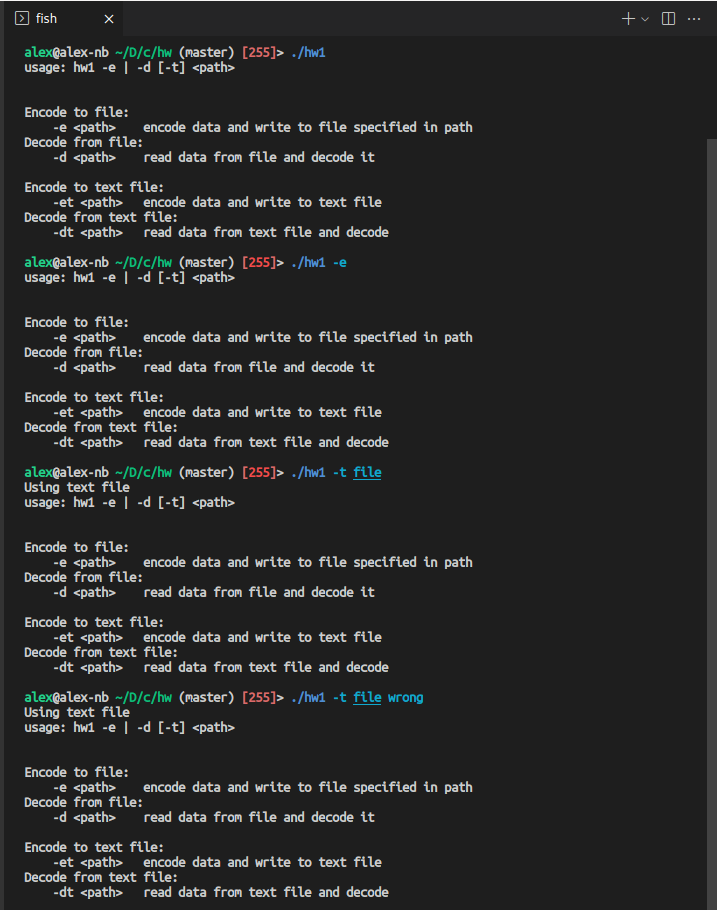 fish
alex@alex-nb ~/D/c/hw (master) [255]> ./hw1
usage: hw1 -e | -d [-t] <path>
Encode to file:
-e <path> encode data and write to file specified in path
Decode from file:
-d <path> read data from file and decode it
Encode to text file:
-et <path> encode data and write to text file
Decode from text file:
-dt <path> read data from text file and decode
alex@alex-nb ~/D/c/hw (master) [255]> ./hw1 -e
usage: hw1 -e | -d [-t] <path>
Encode to file:
-e <path> encode data and write to file specified in path
Decode from file:
-d <path> read data from file and decode it
Encode to text file:
-et <path> encode data and write to text file
Decode from text file:
-dt <path> read data from text file and decode
alex@alex-nb ~/D/c/hw (master) [255]> ./hw1 -t file
Using text file
usage: hw1 -e | -d [-t] <path>
Encode to file:
-e <path> encode data and write to file specified in path
Decode from file:
-d <path> read data from file and decode it
Encode to text file:
-et <path> encode data and write to text file
Decode from text file:
-dt <path> read data from text file and decode
alex@alex-nb ~/D/c/hw (master) [255]> ./hw1 -t file wrong
Using text file
usage: hw1 -e | -d [-t] <path>
Encode to file:
-e <path> encode data and write to file specified in path
Decode from file:
-d <path> read data from file and decode it
Encode to text file:
-et <path> encode data and write to text file
Decode from text file:
-dt <path> read data from text file and decode